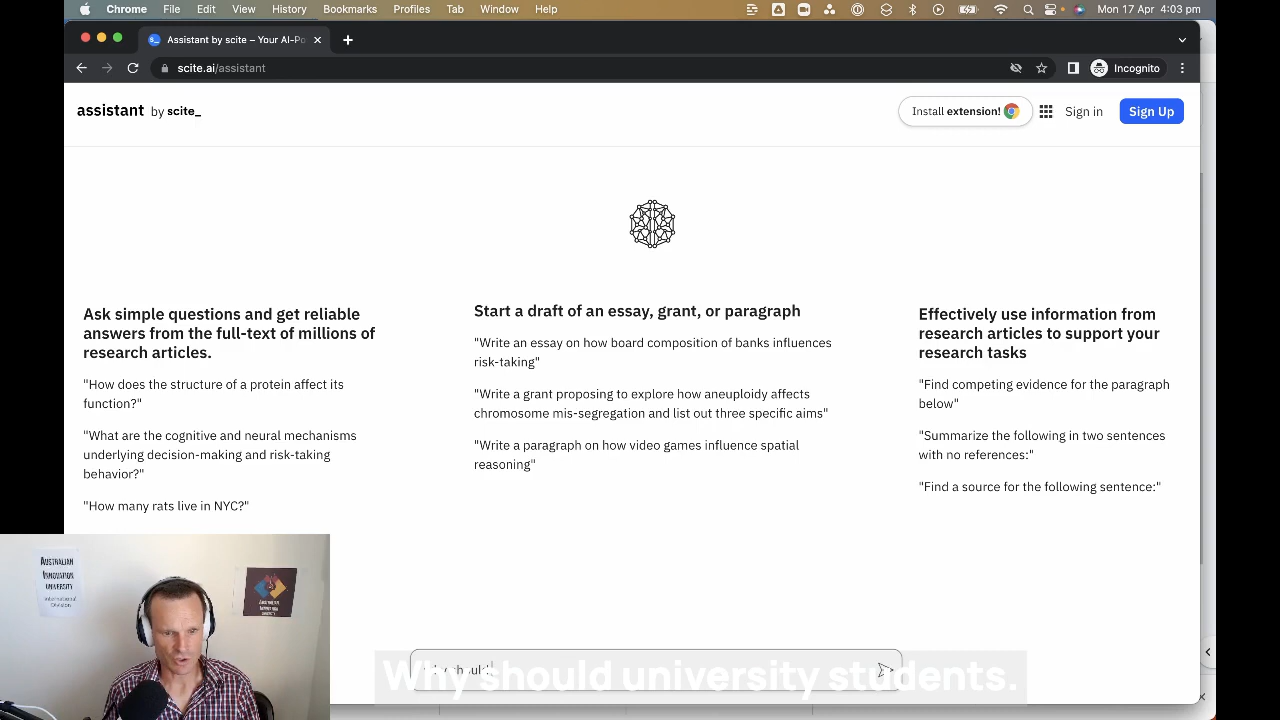 Chrome File Edit View History Bookmarks Profiles Tab Window Help Mon 17 Apr 4:03 pm
Assistant by scite – Your AI-Po
scite.ai/assistant Incognito
assistant by scite_ Install extension! Sign in Sign Up
Ask simple questions and get reliable
answers from the full-text of millions of
research articles.
"How does the structure of a protein affect its
function?"
"What are the cognitive and neural mechanisms
underlying decision-making and risk-taking
behavior?"
"How many rats live in NYC?"
Start a draft of an essay, grant, or paragraph
"Write an essay on how board composition of banks influences
risk-taking"
"Write a grant proposing to explore how aneuploidy affects
chromosome mis-segregation and list out three specific aims"
"Write a paragraph on how video games influence spatial
reasoning"
Effectively use information from
research articles to support your
research tasks
"Find competing evidence for the paragraph
below"
"Summarize the following in two sentences
with no references:"
"Find a source for the following sentence:"
Australian
Innovation
University
International
Division
Australian
Innovation
University
Why should university students.